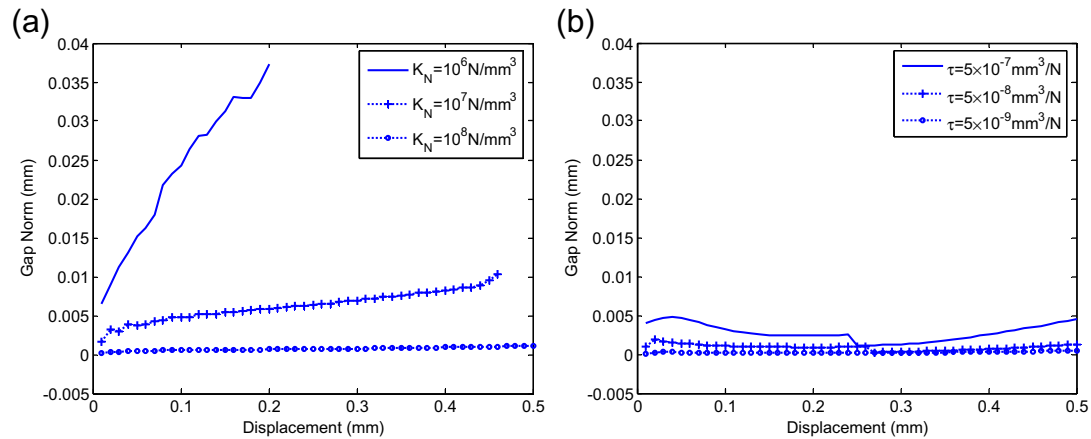 (a)
0.04
0.035
0.03
0.025
0.02
0.015
0.01
0.005
0
-0.005
Gap Norm (mm)
0
0.1
0.2
0.3
0.4
0.5
Displacement (mm)
K_N=10^6N/mm^3
K_N=10^7N/mm^3
K_N=10^8N/mm^3
(b)
0.04
0.035
0.03
0.025
0.02
0.015
0.01
0.005
0
-0.005
Gap Norm (mm)
0
0.1
0.2
0.3
0.4
0.5
Displacement (mm)
τ=5×10^-7mm^3/N
τ=5×10^-8mm^3/N
τ=5×10^-9mm^3/N